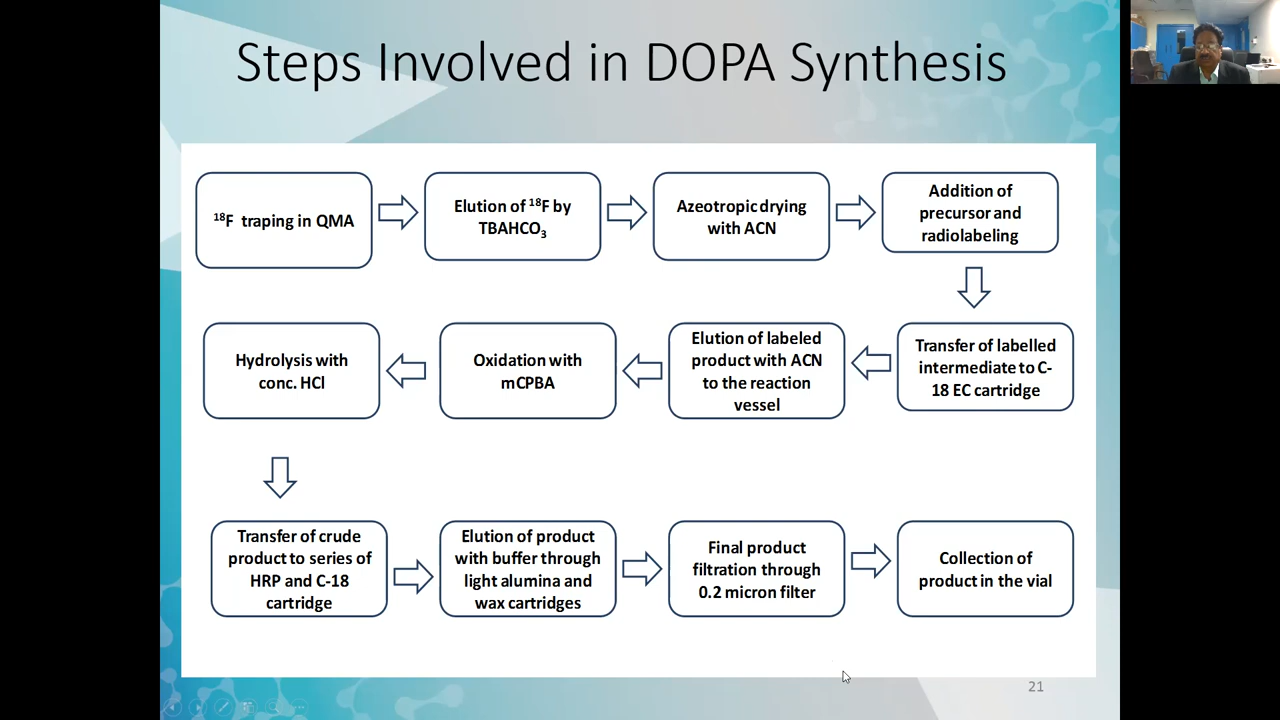 Steps Involved in DOPA Synthesis
¹⁸F traping in QMA
Elution of ¹⁸F by
TBAHCO₃
Azeotropic drying
with ACN
Addition of
precursor and
radiolabeling
Transfer of labelled
intermediate to C-
18 EC cartridge
Elution of labeled
product with ACN
to the reaction
vessel
Oxidation with
mCPBA
Hydrolysis with
conc. HCl
Transfer of crude
product to series of
HRP and C-18
cartridge
Elution of product
with buffer through
light alumina and
wax cartridges
Final product
filtration through
0.2 micron filter
Collection of
product in the vial
21